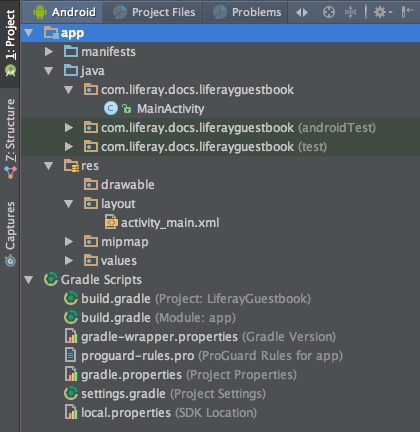 Android Project Files Problems
1: Project
Z: Structure
Captures
app
manifests
java
com.liferay.docs.liferayguestbook
C MainActivity
com.liferay.docs.liferayguestbook (androidTest)
com.liferay.docs.liferayguestbook (test)
res
drawable
layout
activity_main.xml
mipmap
values
Gradle Scripts
build.gradle (Project: LiferayGuestbook)
build.gradle (Module: app)
gradle-wrapper.properties (Gradle Version)
proguard-rules.pro (ProGuard Rules for app)
gradle.properties (Project Properties)
settings.gradle (Project Settings)
local.properties (SDK Location)